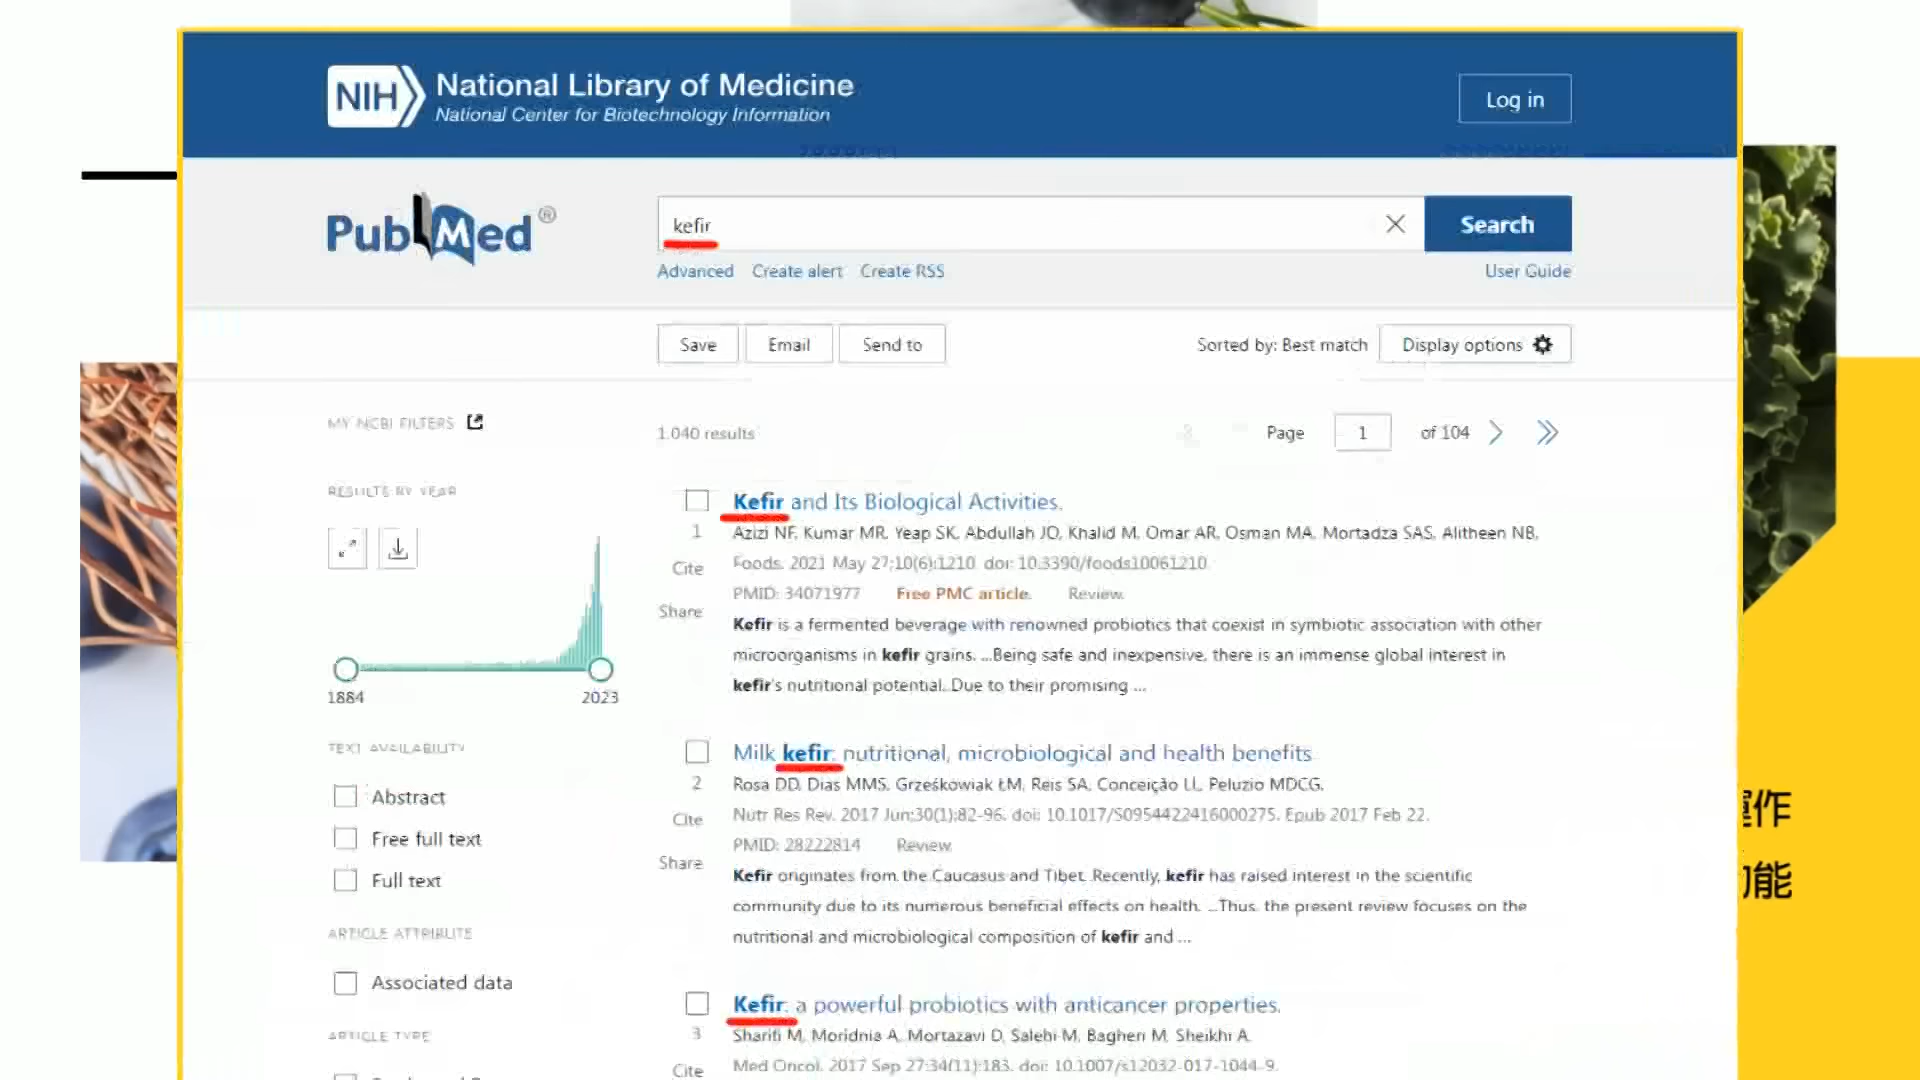 NIH National Library of Medicine
National Center for Biotechnology Information
Log in
PubMed®
kefir
Search
Advanced Create alert Create RSS
User Guide
Save Email Send to
Sorted by: Best match
Display options
MY NCBI FILTERS
1,040 results
Page 1 of 104
RESULTS BY YEAR
1884 2023
TEXT AVAILABILITY
Abstract
Free full text
Full text
ARTICLE ATTRIBUTE
Associated data
ARTICLE TYPE
Kefir and Its Biological Activities.
1
Azizi NF, Kumar MR, Yeap SK, Abdullah JO, Khalid M, Omar AR, Osman MA, Mortadza SAS, Alitheen NB.
Cite
Foods. 2021 May 27;10(6):1210. doi: 10.3390/foods10061210.
PMID: 34071977 Free PMC article. Review.
Share
Kefir is a fermented beverage with renowned probiotics that coexist in symbiotic association with other
microorganisms in kefir grains. ...Being safe and inexpensive, there is an immense global interest in
kefir's nutritional potential. Due to their promising ...
Milk kefir: nutritional, microbiological and health benefits.
2
Rosa DD, Dias MMS, Grześkowiak ŁM, Reis SA, Conceição LL, Peluzio MDCG.
Cite
Nutr Res Rev. 2017 Jun;30(1):82-96. doi: 10.1017/S0954422416000275. Epub 2017 Feb 22.
PMID: 28222814 Review.
Share
Kefir originates from the Caucasus and Tibet. Recently, kefir has raised interest in the scientific
community due to its numerous beneficial effects on health. ...Thus, the present review focuses on the
nutritional and microbiological composition of kefir and ...
Kefir: a powerful probiotics with anticancer properties.
3
Sharifi M, Moridnia A, Mortazavi D, Salehi M, Bagheri M, Sheikhi A.
Cite
Med Oncol. 2017 Sep 27;34(11):183. doi: 10.1007/s12032-017-1044-9.
作
能